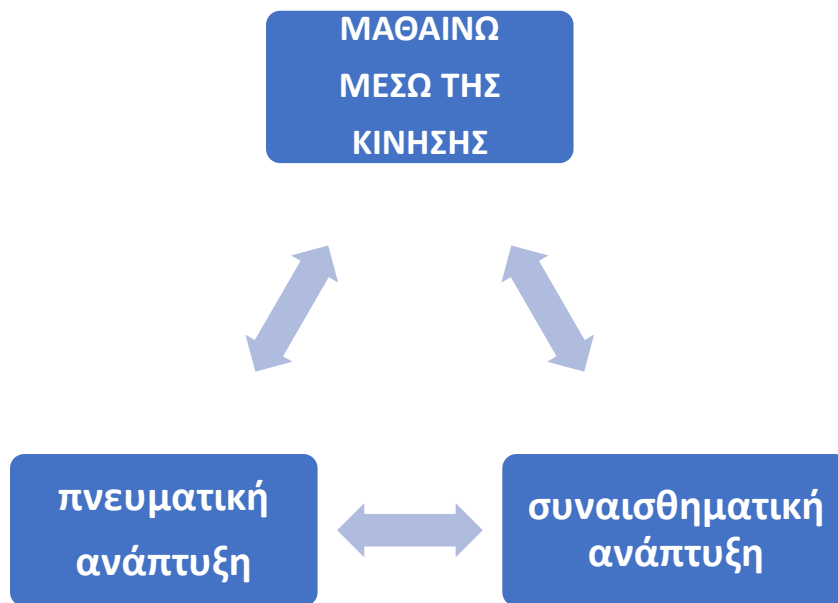 ΜΑΘΑΙΝΩ
ΜΕΣΩ ΤΗΣ
ΚΙΝΗΣΗΣ
πνευματική
ανάπτυξη
συναισθηματική
ανάπτυξη